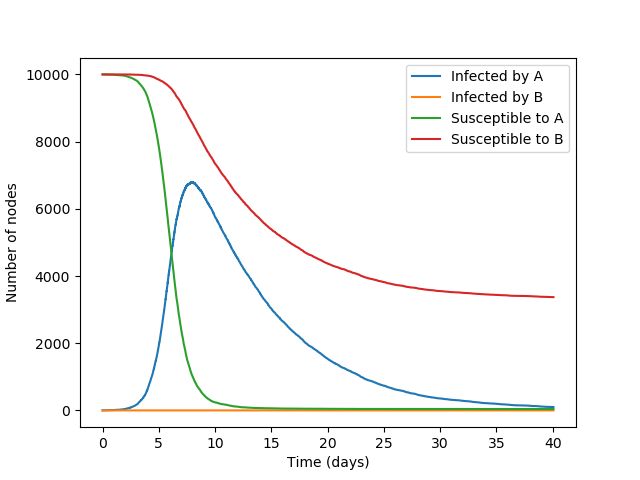 Infected by A
Infected by B
Susceptible to A
Susceptible to B
Number of nodes
10000
8000
6000
4000
2000
0
0 5 10 15 20 25 30 35 40
Time (days)